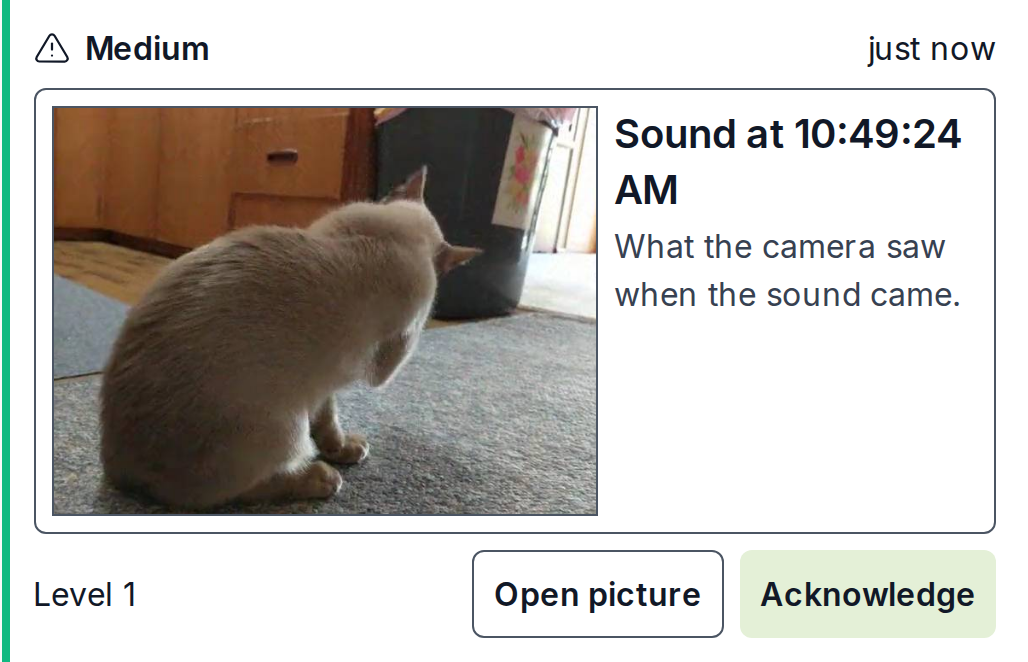 Medium
just now
Sound at 10:49:24
AM
What the camera saw
when the sound came.
Level 1
Open picture
Acknowledge